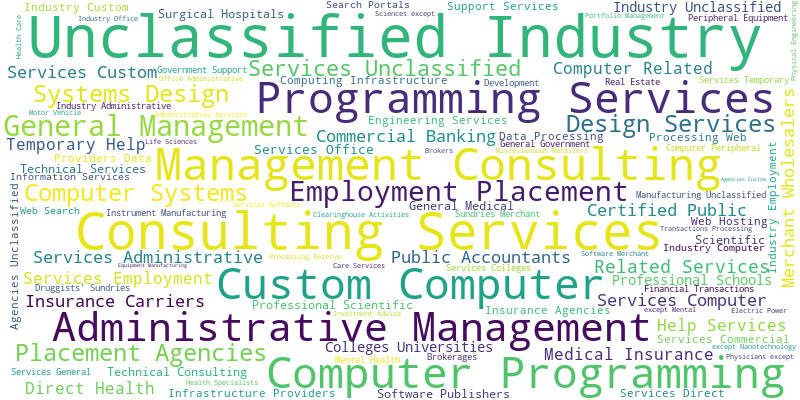 Industry Custom
Search Portals
Support Services
Industry Unclassified
Industry Office
Surgical Hospitals
Sciences except
Portfolio Management
Peripheral Equipment
Health Care
Unclassified Industry
Physical Engineering
Services Custom
Government Support
Services Unclassified
Computer Related
Office Administrative
Computing Infrastructure
Development
Real Estate
Services Temporary
Systems Design
Programming Services
Merchant Wholesalers
Industry Administrative
Motor Vehicle
Administrative Services
Engineering Services
General Management
Commercial Banking
Data Processing
Design Services
Processing Web
Temporary Help
Life Sciences
General Government
Services Office
Brokers
Miscellaneous Retailers
Computer Peripheral
Providers Data
Management Consulting
Industry Employment
Technical Services
Information Services
Agencies Custom
Computer Systems
Employment Placement
Manufacturing Unclassified
Agencies Unclassified
Services Software
General Medical
Certified Public
Web Search
Instrument Manufacturing
Clearinghouse Activities
Sundries Merchant
Consulting Services
Web Hosting
Transactions Processing
Scientific
Industry Computer
Services Administrative
Processing Reserve
Public Accountants
Software Merchant
Equipment Manufacturing
Care Services
Services Colleges
Related Services
Services Employment
Custom Computer
Professional Schools
Druggists' Sundries
Financial Transactions
Insurance Carriers
Professional Scientific
Insurance Agencies
Services Computer
Investment Advice
except Mental
Electric Power
Administrative Management
Help Services
Placement Agencies
Colleges Universities
Services Commercial
Medical Insurance
except Nanotechnology
Mental Health
Brokerages
Physicians except
Services General
Technical Consulting
Computer Programming
Direct Health
Health Specialists
Infrastructure Providers
Software Publishers
Services Direct